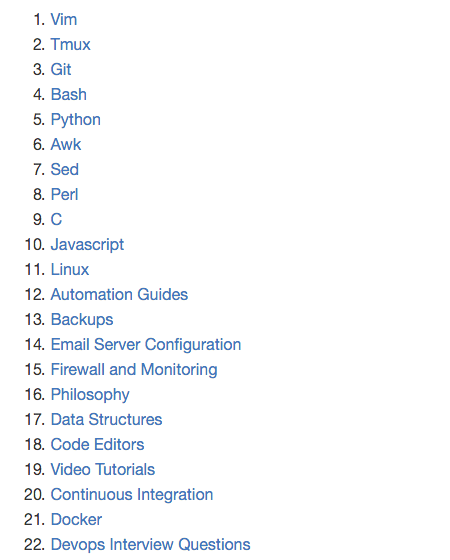 1. Vim
2. Tmux
3. Git
4. Bash
5. Python
6. Awk
7. Sed
8. Perl
9. C
10. Javascript
11. Linux
12. Automation Guides
13. Backups
14. Email Server Configuration
15. Firewall and Monitoring
16. Philosophy
17. Data Structures
18. Code Editors
19. Video Tutorials
20. Continuous Integration
21. Docker
22. Devops Interview Questions